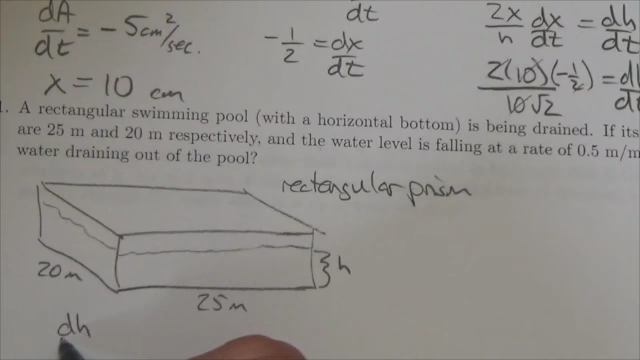 dA/dt = -5 cm²/sec.
x = 10 cm
dt
-1/2 = dx/dt
2x/h dx/dt = dh
2(10)(-1/2)/10√2 =
1. A rectangular swimming pool (with a horizontal bottom) is being drained. If its
are 25 m and 20 m respectively, and the water level is falling at a rate of 0.5 m/m
water draining out of the pool?
rectangular prism
20m
25m
h
dh